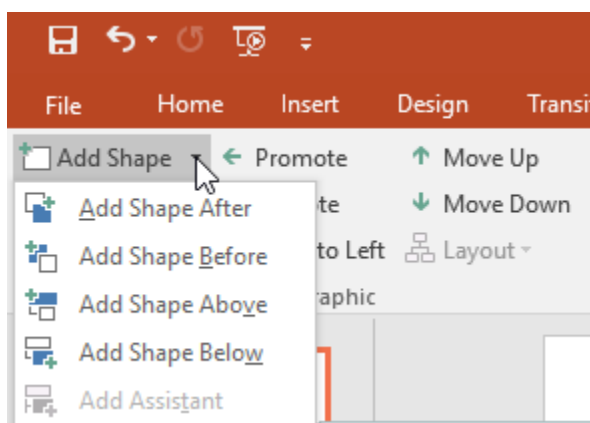 File Home Insert Design Transi
Add Shape Promote Move Up
Add Shape After te Move Down
Add Shape Before to Left Layout
Add Shape Above raphic
Add Shape Below
Add Assistant